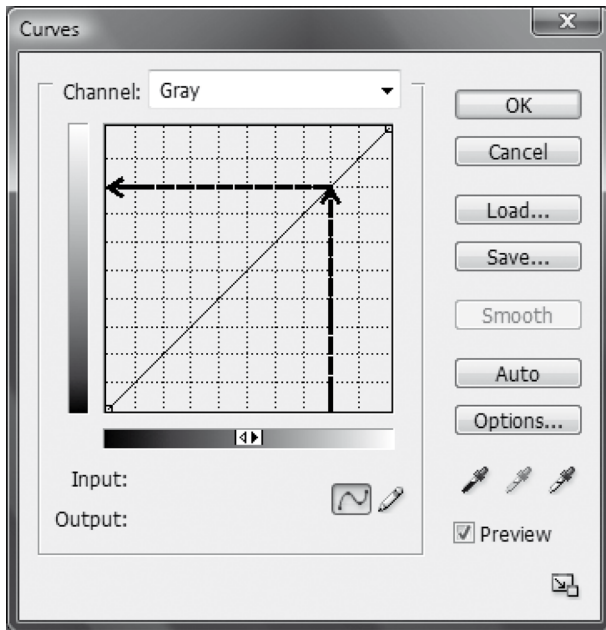 Curves
Channel: Gray
OK
Cancel
Load...
Save...
Smooth
Auto
Options...
Input:
Output:
Preview